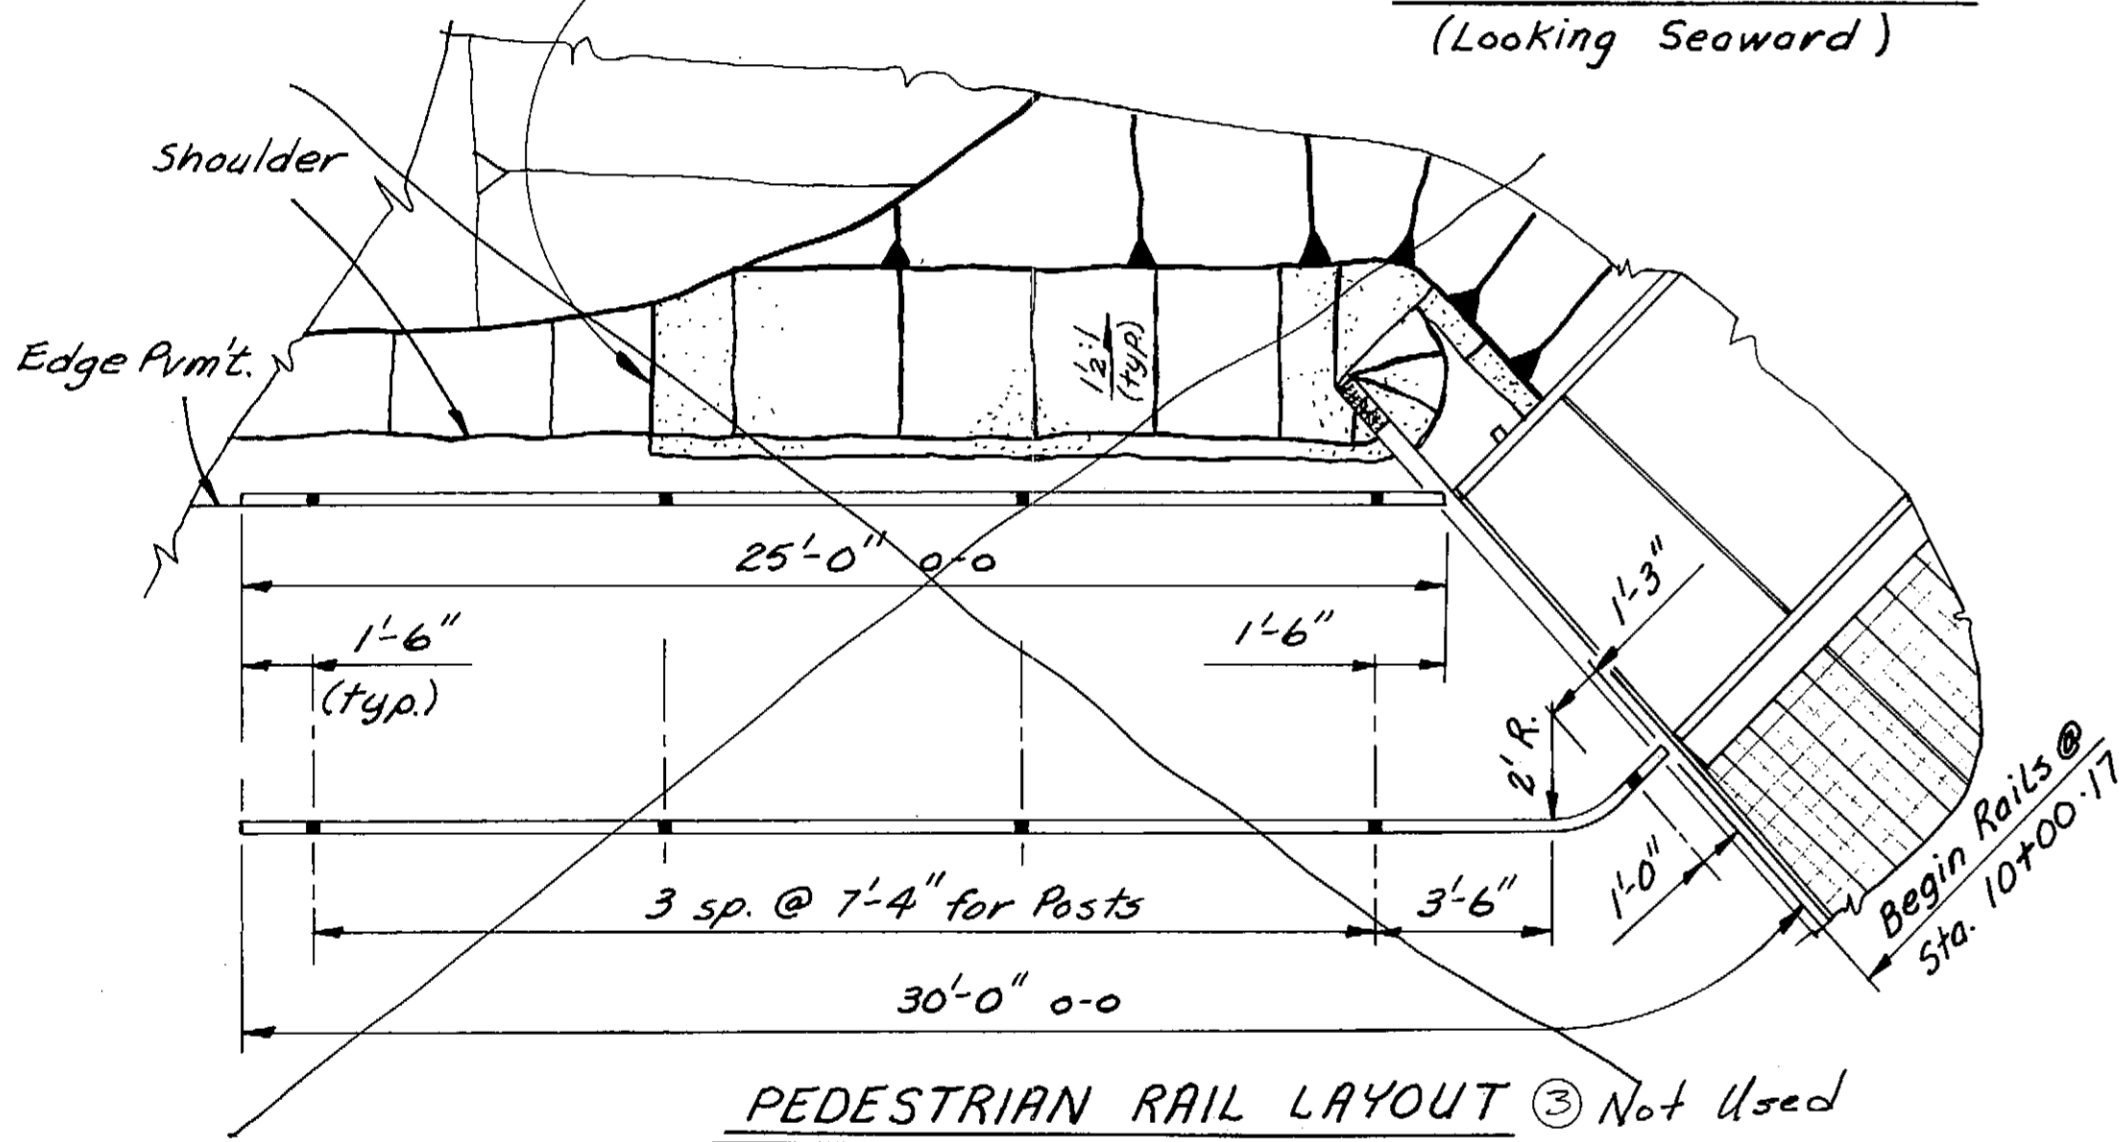 (Looking Seaward)
Shoulder
Edge Pvm't.
1½:1
(typ.)
25'-0" o-o
1'-6"
(typ.)
1'-6"
1'-3"
2' R.
Begin Rails @
Sta. 10+00.17
1'-0"
3 sp. @ 7'-4" for Posts
3'-6"
30'-0" o-o
PEDESTRIAN RAIL LAYOUT ③ Not Used